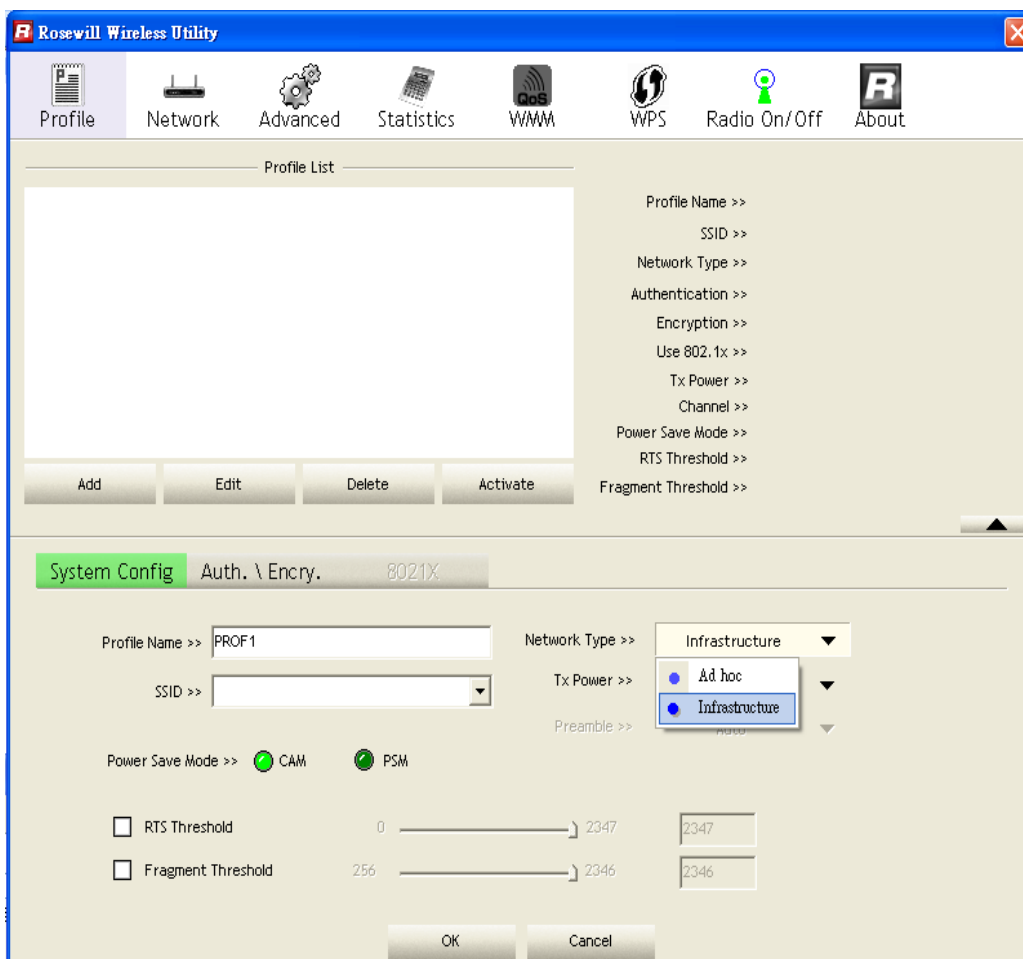 R Rosewill Wireless Utility
Profile Network Advanced Statistics QoS WMM WPS Radio On/Off R About
Profile List
Profile Name >>
SSID >>
Network Type >>
Authentication >>
Encryption >>
Use 802.1x >>
Tx Power >>
Channel >>
Power Save Mode >>
RTS Threshold >>
Fragment Threshold >>
Add Edit Delete Activate
System Config Auth. \ Encry. 8021X
Profile Name >> PROF1 Network Type >> Infrastructure
SSID >> Tx Power >> Ad hoc
Infrastructure
Preamble >> Auto
Power Save Mode >> CAM PSM
RTS Threshold 0 2347 2347
Fragment Threshold 256 2346 2346
OK Cancel